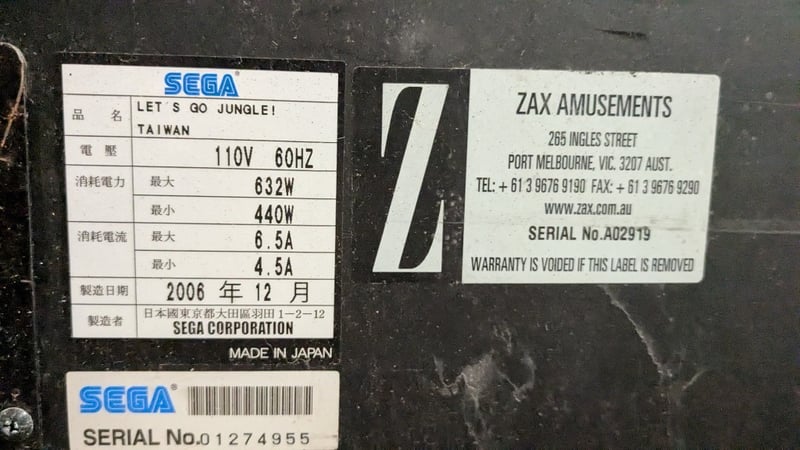 SEGA®
品 名 LET'S GO JUNGLE!
TAIWAN
電 壓 110V 60HZ
消耗電力 最大 632W
最小 440W
消耗電流 最大 6.5A
最小 4.5A
製造日期 2006 年 12 月
製造者 日本國東京都大田區羽田1-2-12
SEGA CORPORATION
MADE IN JAPAN
SEGA®
SERIAL No.01274955
Z
ZAX AMUSEMENTS
265 INGLES STREET
PORT MELBOURNE, VIC. 3207 AUST.
TEL: + 61 3 9676 9190 FAX: + 61 3 9676 9290
www.zax.com.au
SERIAL No.A02919
WARRANTY IS VOIDED IF THIS LABEL IS REMOVED